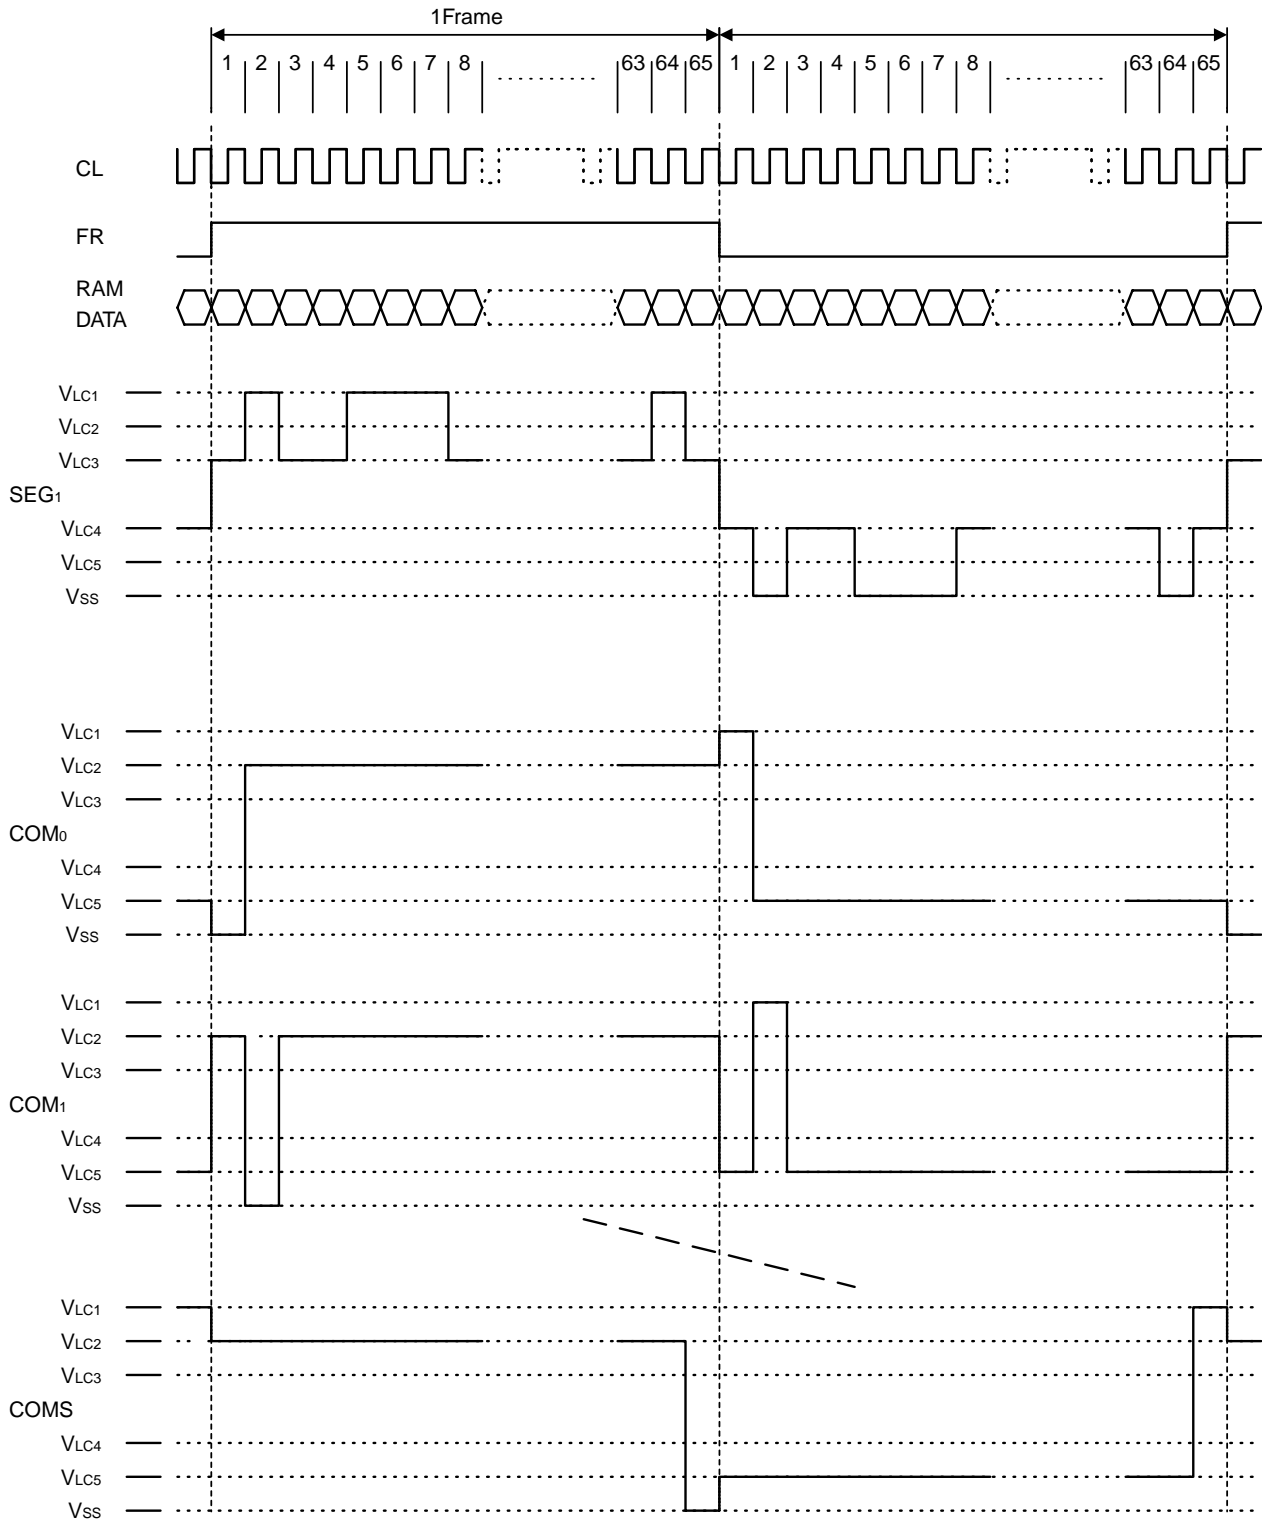 1Frame
1 2 3 4 5 6 7 8 63 64 65 1 2 3 4 5 6 7 8 63 64 65
CL
FR
RAM
DATA
VLC1
VLC2
VLC3
SEG1
VLC4
VLC5
VSS
VLC1
VLC2
VLC3
COM0
VLC4
VLC5
VSS
VLC1
VLC2
VLC3
COM1
VLC4
VLC5
VSS
VLC1
VLC2
VLC3
COMS
VLC4
VLC5
VSS